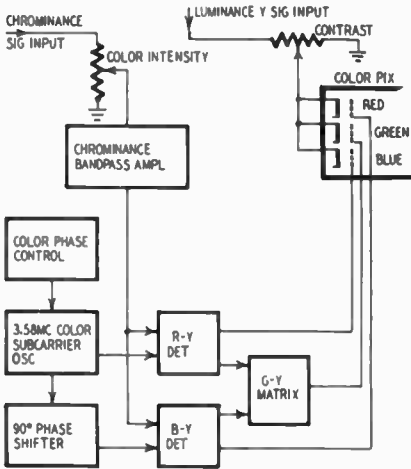 CHROMINANCE
SIG INPUT
LUMINANCE Y SIG INPUT
CONTRAST
COLOR INTENSITY
COLOR PIX
RED
GREEN
BLUE
CHROMINANCE
BANDPASS AMPL
COLOR PHASE
CONTROL
3.58MC COLOR
SUBCARRIER
OSC
R-Y
DET
G-Y
MATRIX
90° PHASE
SHIFTER
B-Y
DET